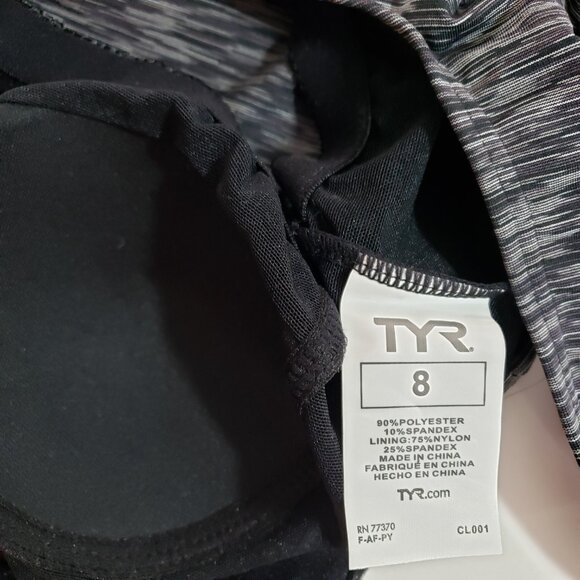 TYR®
8
90%POLYESTER
10%SPANDEX
LINING:75%NYLON
25%SPANDEX
MADE IN CHINA
FABRIQUÉ EN CHINA
HECHO EN CHINA
TYR.com
RN 77370 CL001
F-AF-PY